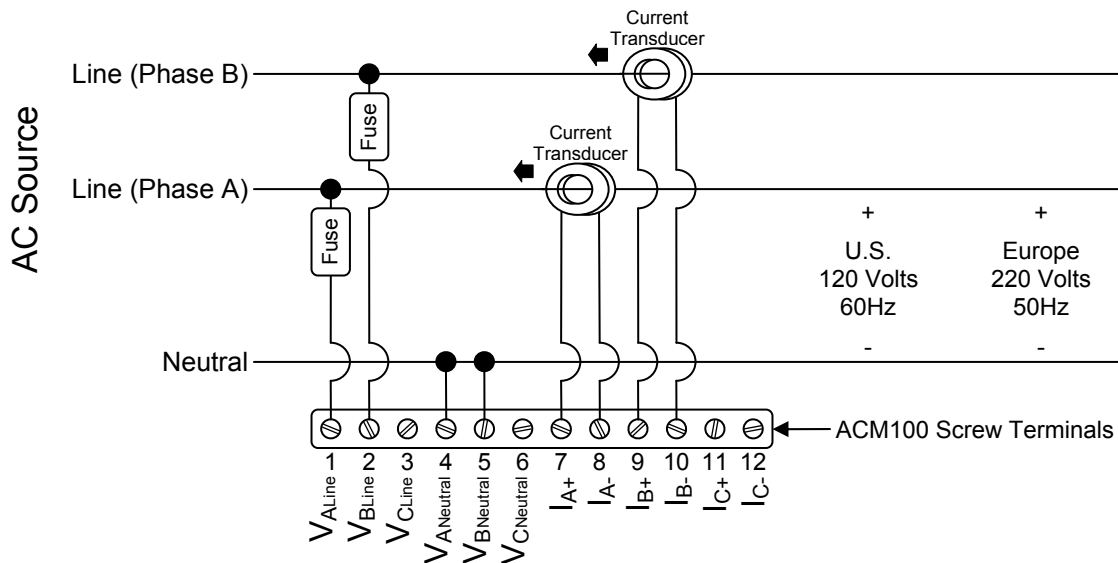 Current
Transducer
Line (Phase B)
Fuse
Current
Transducer
Line (Phase A)
Fuse
AC Source
+
U.S.
120 Volts
60Hz
-
+
Europe
220 Volts
50Hz
-
Neutral
ACM100 Screw Terminals
1 2 3 4 5 6 7 8 9 10 11 12
VALine
VBLine
VCLine
VANeutral
VBNeutral
VCNeutral
IA+
IA-
IB+
IB-
IC+
IC-